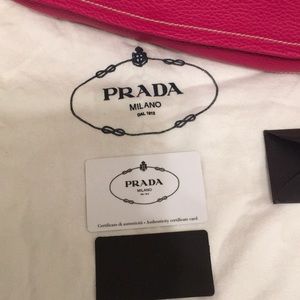 PRADA
MILANO
DAL 1913
PRADA
MILANO
Certificato di autenticità - Authenticity certificate card.